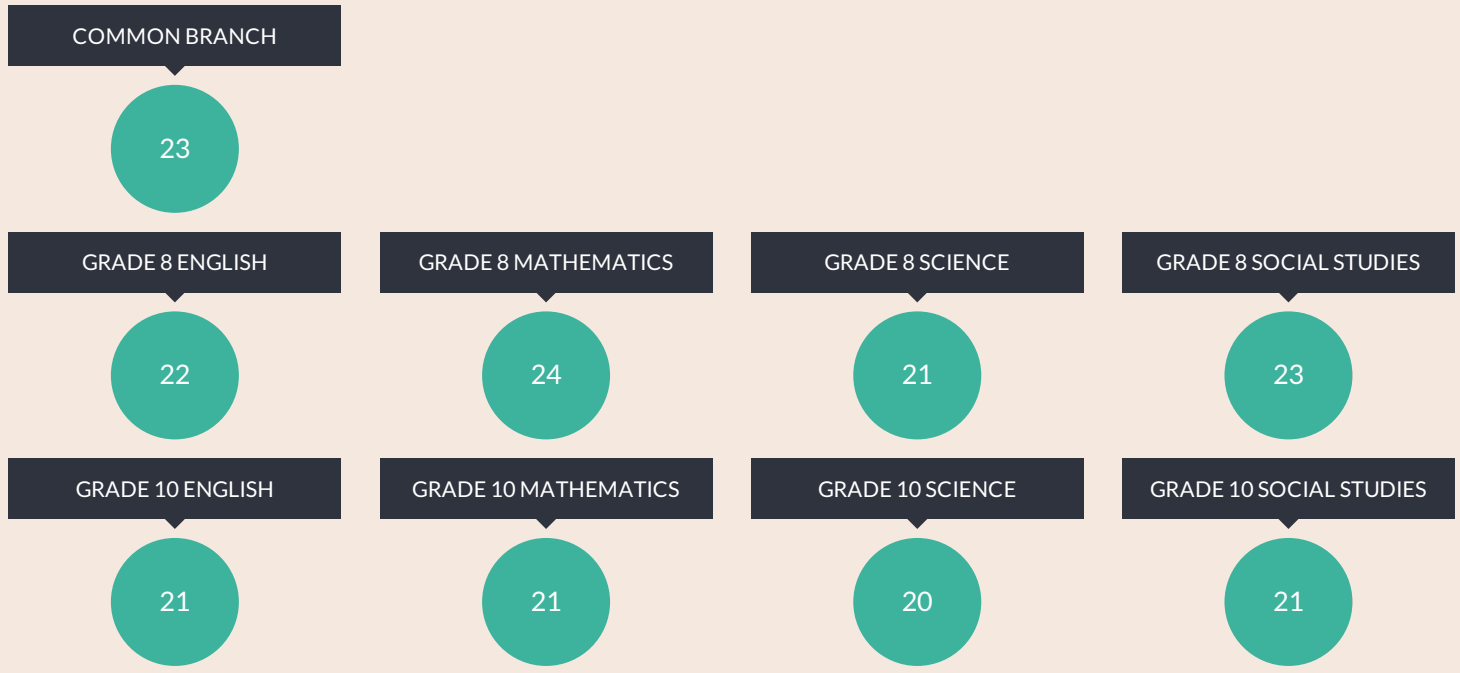 COMMON BRANCH
23
GRADE 8 ENGLISH
GRADE 8 MATHEMATICS
GRADE 8 SCIENCE
GRADE 8 SOCIAL STUDIES
22
24
21
23
GRADE 10 ENGLISH
GRADE 10 MATHEMATICS
GRADE 10 SCIENCE
GRADE 10 SOCIAL STUDIES
21
21
20
21